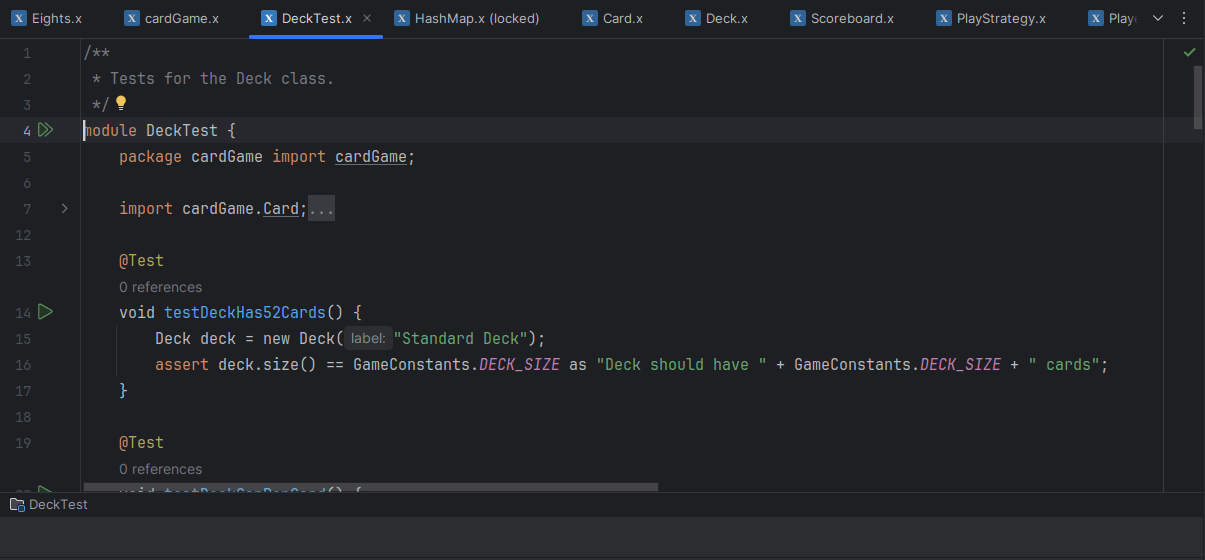 Eights.x cardGame.x DeckTest.x HashMap.x (locked) Card.x Deck.x Scoreboard.x PlayStrategy.x Playe
1 /**
2 * Tests for the Deck class.
3 */
4 module DeckTest {
5 package cardGame import cardGame;
6
7 import cardGame.Card;...
12
13 @Test
0 references
14 void testDeckHas52Cards() {
15 Deck deck = new Deck( label: "Standard Deck");
16 assert deck.size() == GameConstants.DECK_SIZE as "Deck should have " + GameConstants.DECK_SIZE + " cards";
17 }
18
19 @Test
0 references
DeckTest